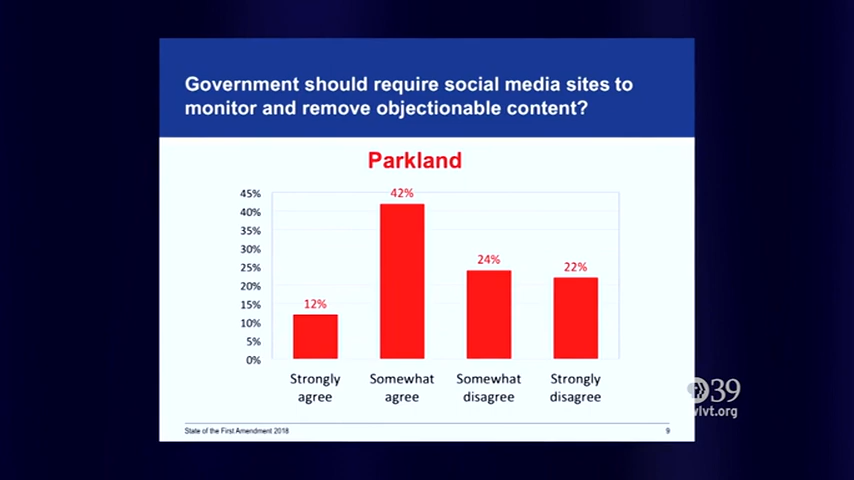 Government should require social media sites to
monitor and remove objectionable content?
Parkland
45%
40%
35%
30%
25%
20%
15%
10%
5%
0%
12%
42%
24%
22%
Strongly
agree
Somewhat
agree
Somewhat
disagree
Strongly
disagree
State of the First Amendment 2018
9
39
wlvt.org